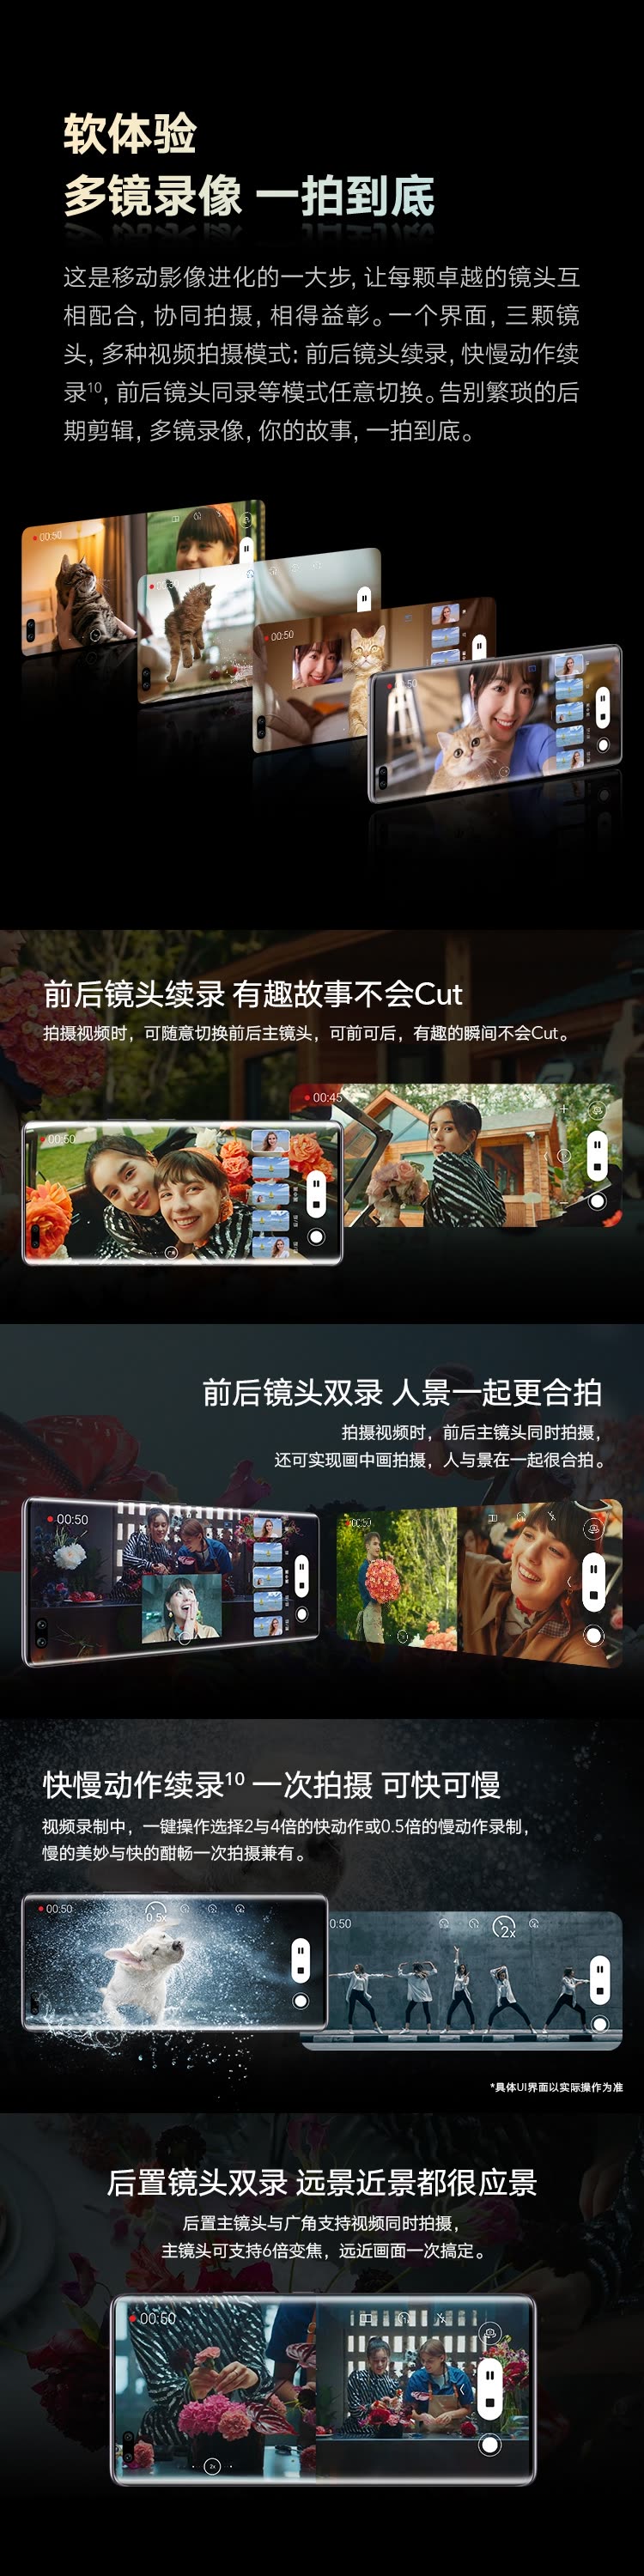 软体验
多镜录像 一拍到底
这是移动影像进化的一大步, 让每颗卓越的镜头互
相配合, 协同拍摄, 相得益彰。一个界面, 三颗镜
头, 多种视频拍摄模式: 前后镜头续录, 快慢动作续
录10, 前后镜头同录等模式任意切换。告别繁琐的后
期剪辑, 多镜录像, 你的故事, 一拍到底。
00:50
00:50
前后镜头续录 有趣故事不会Cut
拍摄视频时，可随意切换前后主镜头，可前可后，有趣的瞬间不会Cut。
00:45
00:50
前后镜头双录 人景一起更合拍
拍摄视频时，前后主镜头同时拍摄，
还可实现画中画拍摄，人与景在一起很合拍。
00:50
00:50
快慢动作续录10 一次拍摄 可快可慢
视频录制中，一键操作选择2与4倍的快动作或0.5倍的慢动作录制，
慢的美妙与快的酣畅一次拍摄兼有。
00:50
0.5x
0:50
2x
*具体UI界面以实际操作为准
后置镜头双录 远景近景都很应景
后置主镜头与广角支持视频同时拍摄，
主镜头可支持6倍变焦，远近画面一次搞定。
00:50
2x